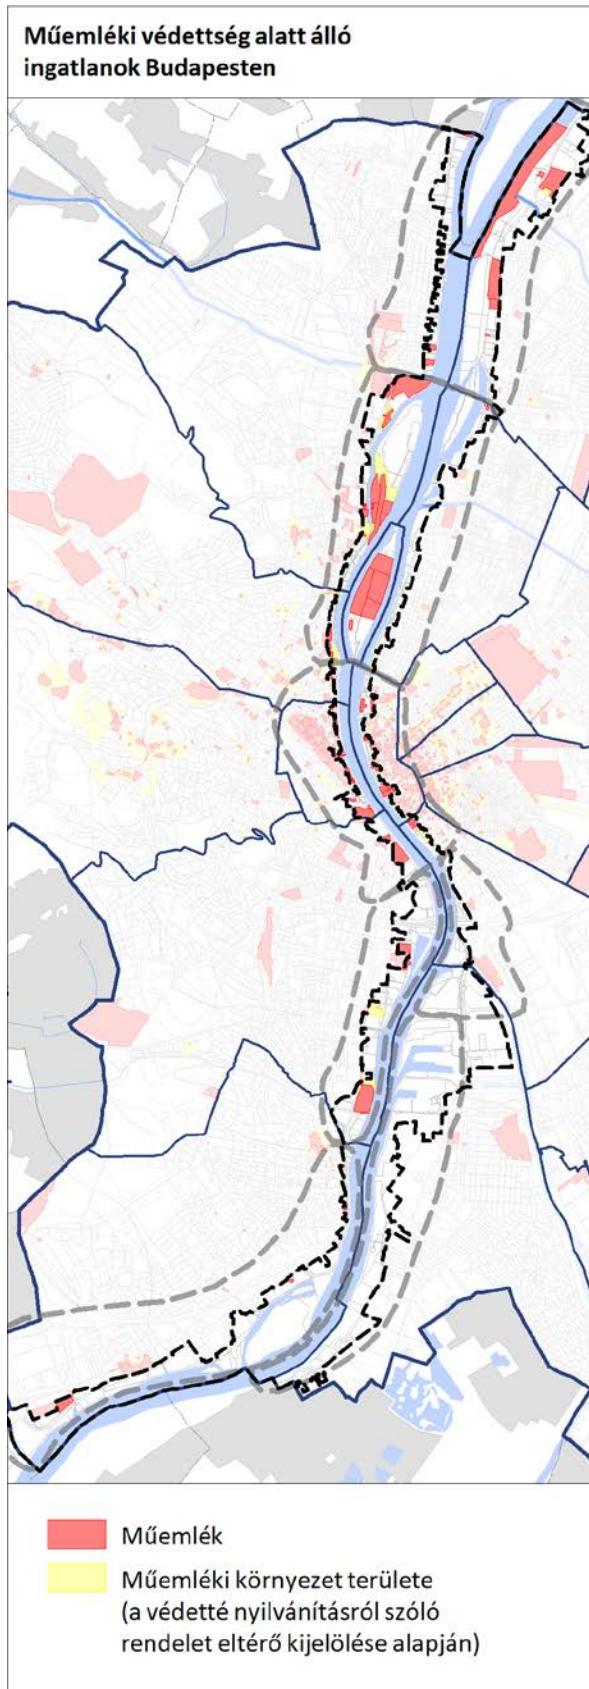 Műemléki védettség alatt álló
ingatlanok Budapesten
Műemlék
Műemléki környezet területe
(a védetté nyilvánításról szóló
rendelet eltérő kijelölése alapján)